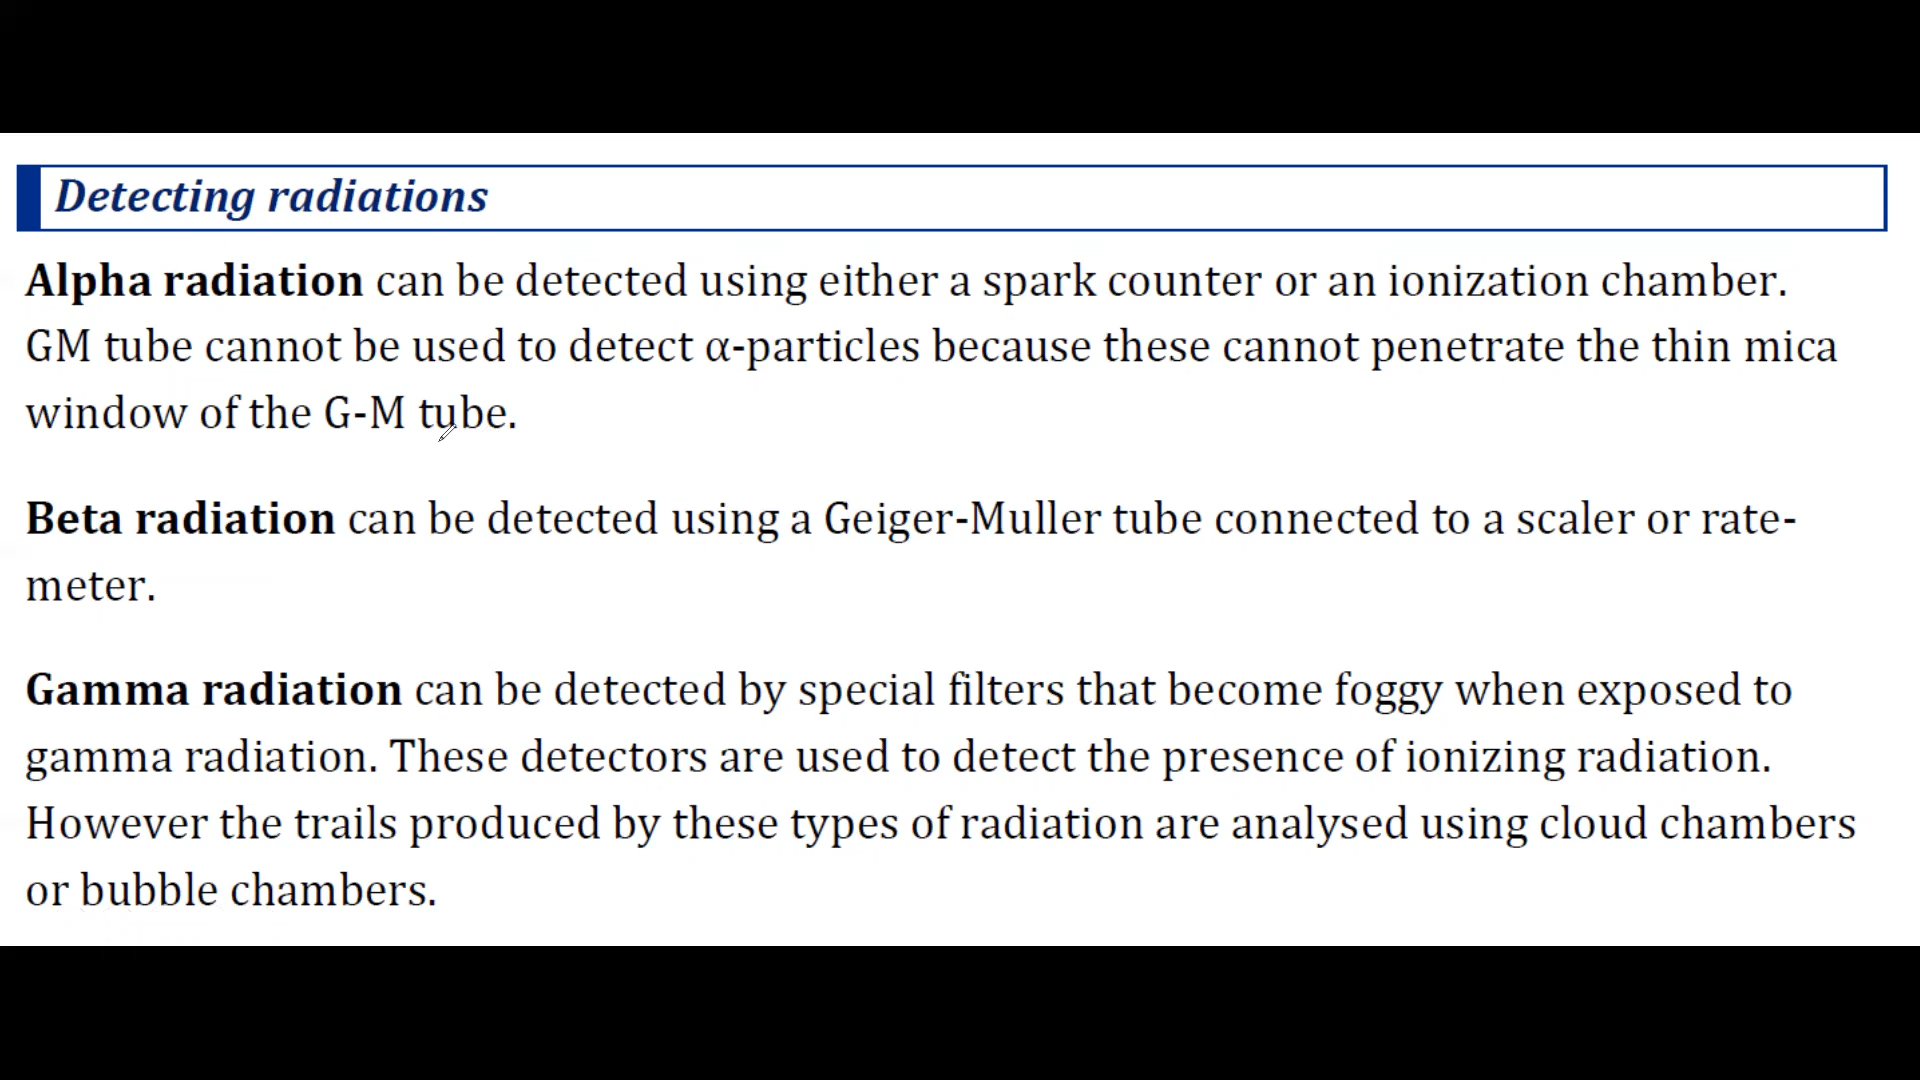 Detecting radiations
Alpha radiation can be detected using either a spark counter or an ionization chamber.
GM tube cannot be used to detect α-particles because these cannot penetrate the thin mica
window of the G-M tube.
Beta radiation can be detected using a Geiger-Muller tube connected to a scaler or rate-
meter.
Gamma radiation can be detected by special filters that become foggy when exposed to
gamma radiation. These detectors are used to detect the presence of ionizing radiation.
However the trails produced by these types of radiation are analysed using cloud chambers
or bubble chambers.